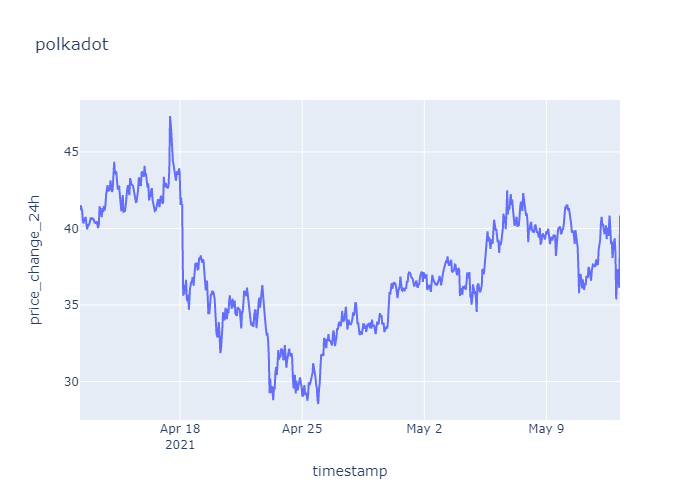 polkadot
price_change_24h
45
40
35
30
Apr 18
2021
Apr 25
May 2
May 9
timestamp